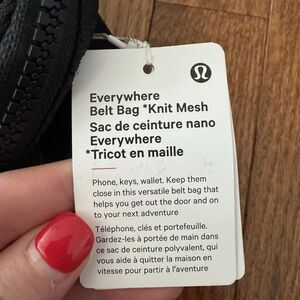 Everywhere
Belt Bag *Knit Mesh
Sac de ceinture nano
Everywhere
*Tricot en maille
Phone, keys, wallet. Keep them
close in this versatile belt bag that
helps you get out the door and on
to your next adventure
Téléphone, clés et portefeuille.
Gardez-les à portée de main dans
ce sac de ceinture polyvalent, qui
vous aide à quitter la maison en
vitesse pour partir à l'aventure